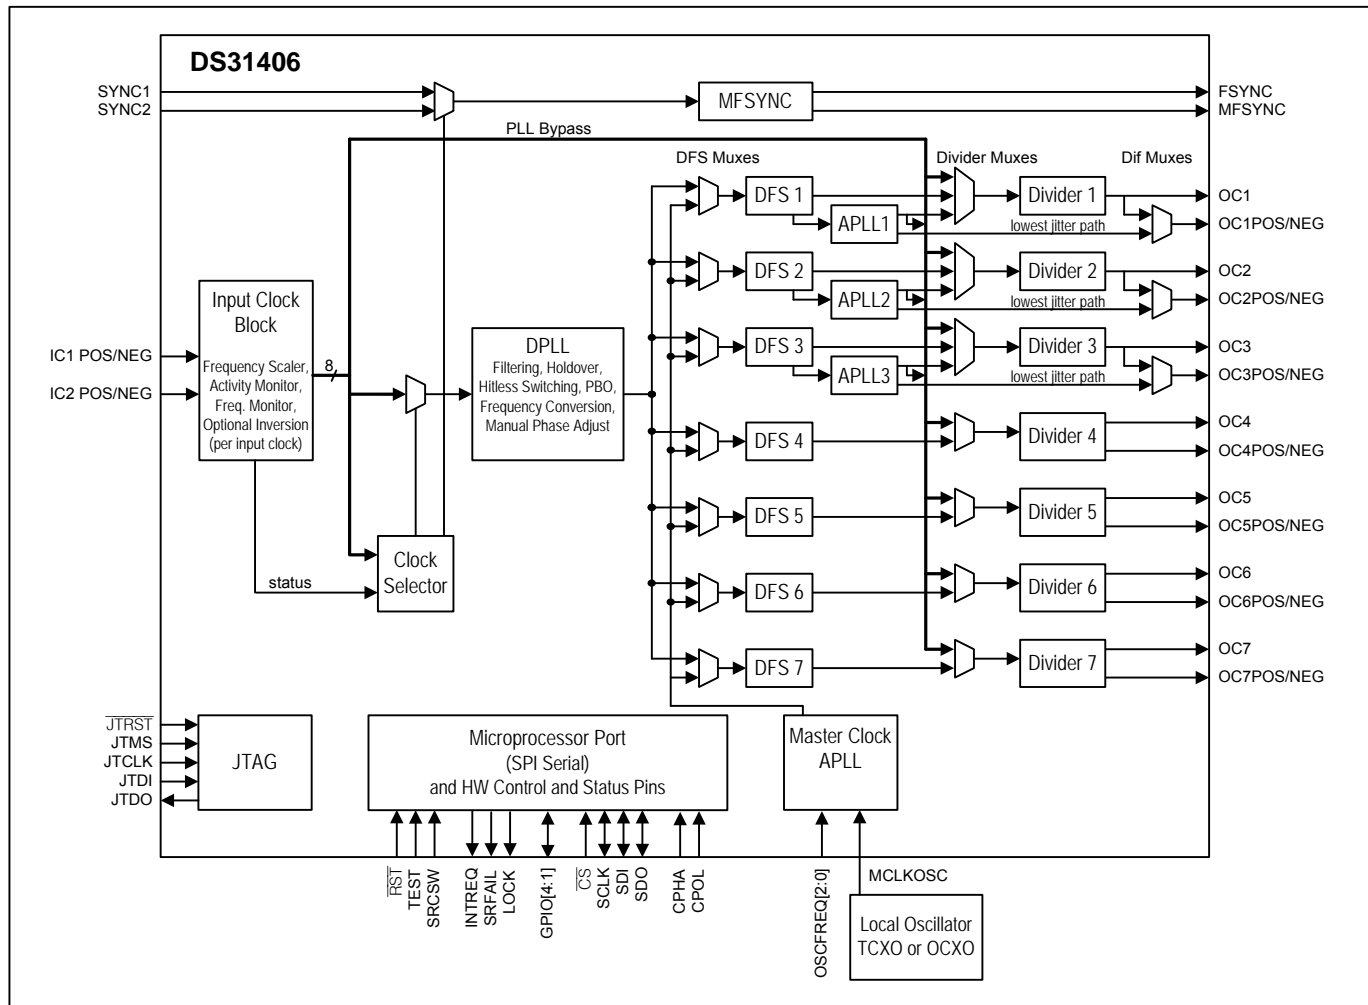 DS31406
SYNC1
SYNC2
MFSYNC
FSYNC
MFSYNC
PLL Bypass
DFS Muxes
Divider Muxes
Dif Muxes
DFS 1
APLL1
Divider 1
lowest jitter path
OC1
OC1POS/NEG
DFS 2
APLL2
Divider 2
lowest jitter path
OC2
OC2POS/NEG
DFS 3
APLL3
Divider 3
lowest jitter path
OC3
OC3POS/NEG
DFS 4
Divider 4
OC4
OC4POS/NEG
DFS 5
Divider 5
OC5
OC5POS/NEG
DFS 6
Divider 6
OC6
OC6POS/NEG
DFS 7
Divider 7
OC7
OC7POS/NEG
IC1 POS/NEG
IC2 POS/NEG
Input Clock
Block
Frequency Scaler,
Activity Monitor,
Freq. Monitor,
Optional Inversion
(per input clock)
8
DPLL
Filtering, Holdover,
Hitless Switching, PBO,
Frequency Conversion,
Manual Phase Adjust
status
Clock
Selector
JTRST
JTMS
JTCLK
JTDI
JTDO
JTAG
Microprocessor Port
(SPI Serial)
and HW Control and Status Pins
Master Clock
APLL
RST
TEST
SRCSW
INTREQ
SRFAIL
LOCK
GPIO[4:1]
CS
SCLK
SDI
SDO
CPHA
CPOL
OSCFREQ[2:0]
MCLKOSC
Local Oscillator
TCXO or OCXO